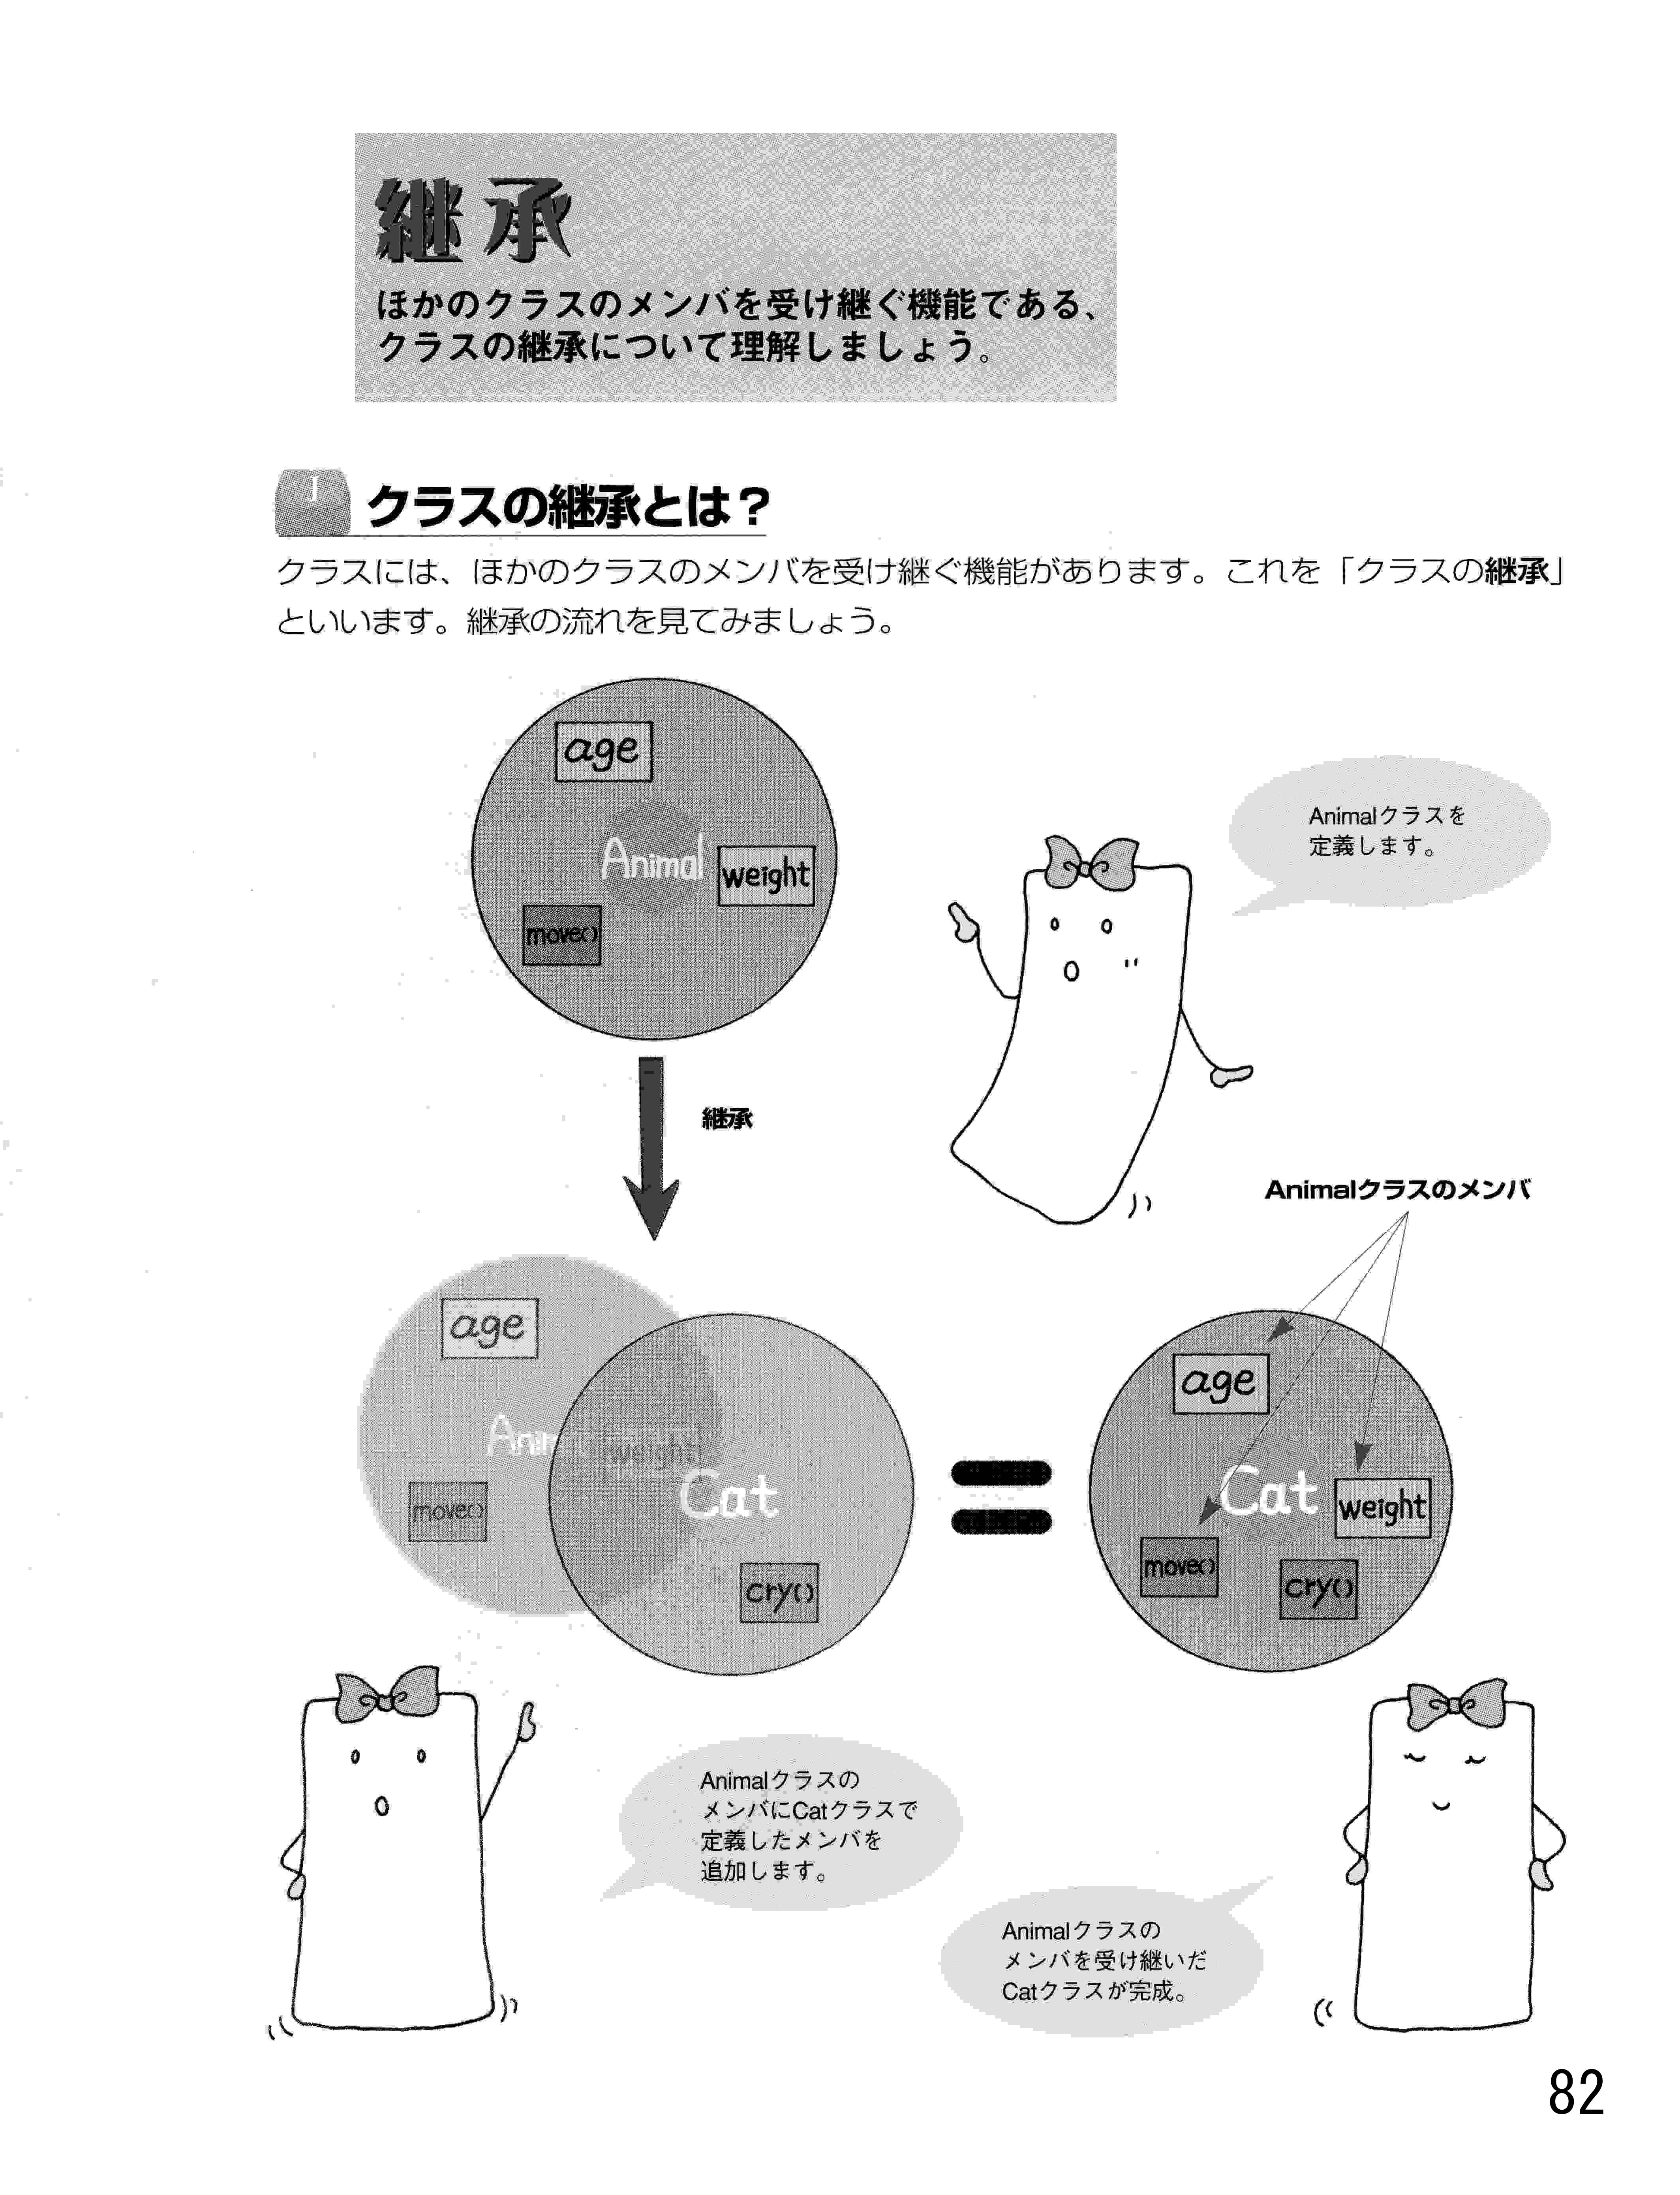 継承
ほかのクラスのメンバを受け継ぐ機能である、
クラスの継承について理解しましょう。
J
クラスの継承とは？
クラスには、ほかのクラスのメンバを受け継ぐ機能があります。これを「クラスの継承」
といいます。継承の流れを見てみましょう。
age
Animal
weight
move()
Animalクラスを
定義します。
継承
Animalクラスのメンバ
age
Animal
weight
move()
Cat
cry()
age
Cat
weight
move()
cry()
Animalクラスの
メンバにCatクラスで
定義したメンバを
追加します。
Animalクラスの
メンバを受け継いだ
Catクラスが完成。
82